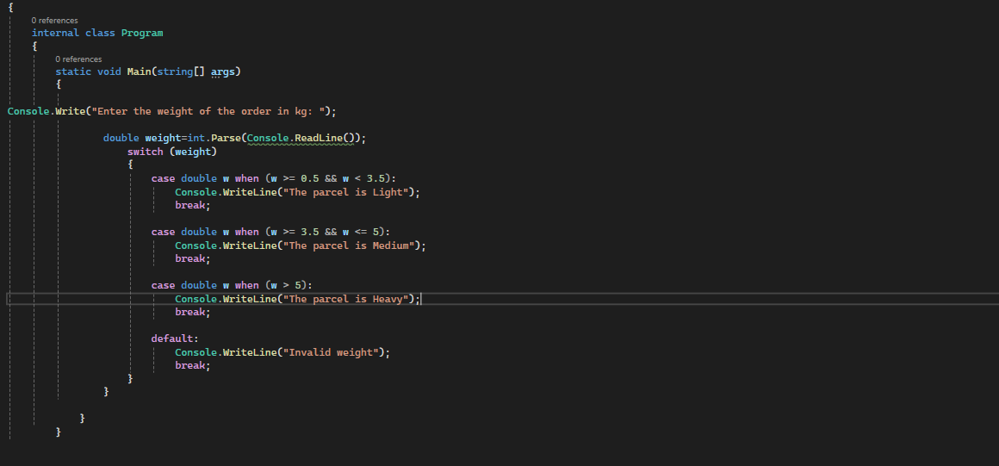 {
0 references
internal class Program
{
0 references
static void Main(string[] args)
{
Console.Write("Enter the weight of the order in kg: ");
double weight=int.Parse(Console.ReadLine());
switch (weight)
{
case double w when (w >= 0.5 && w < 3.5):
Console.WriteLine("The parcel is Light");
break;
case double w when (w >= 3.5 && w <= 5):
Console.WriteLine("The parcel is Medium");
break;
case double w when (w > 5):
Console.WriteLine("The parcel is Heavy");
break;
default:
Console.WriteLine("Invalid weight");
break;
}
}
}
}